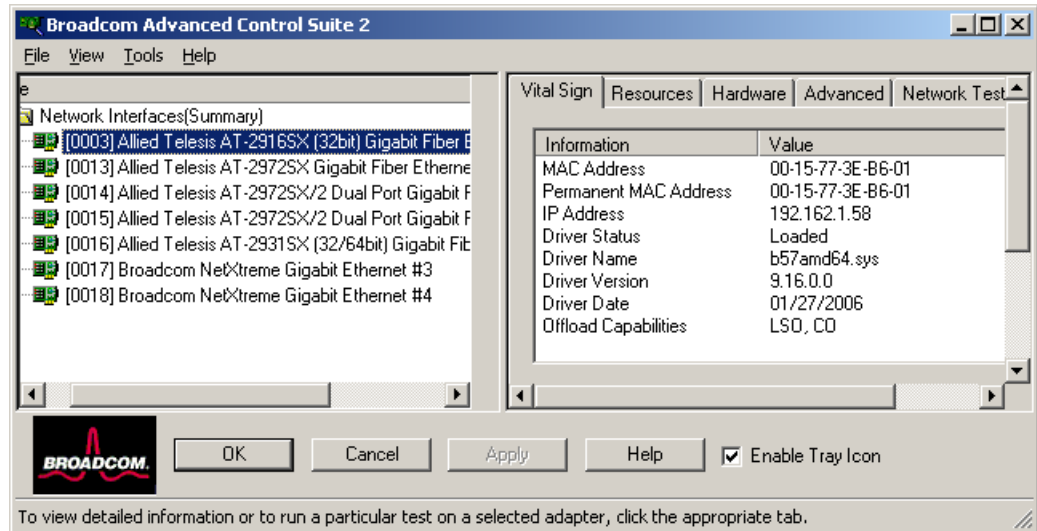 Broadcom Advanced Control Suite 2
File View Tools Help
e
Network Interfaces(Summary)
[0003] Allied Telesis AT-2916SX (32bit) Gigabit Fiber E
[0013] Allied Telesis AT-2972SX Gigabit Fiber Etherne
[0014] Allied Telesis AT-2972SX/2 Dual Port Gigabit F
[0015] Allied Telesis AT-2972SX/2 Dual Port Gigabit F
[0016] Allied Telesis AT-2931SX (32/64bit) Gigabit Fib
[0017] Broadcom NetXtreme Gigabit Ethernet #3
[0018] Broadcom NetXtreme Gigabit Ethernet #4
Vital Sign Resources Hardware Advanced Network Test
Information Value
MAC Address 00-15-77-3E-B6-01
Permanent MAC Address 00-15-77-3E-B6-01
IP Address 192.162.1.58
Driver Status Loaded
Driver Name b57amd64.sys
Driver Version 9.16.0.0
Driver Date 01/27/2006
Offload Capabilities LSO, CO
BROADCOM.
OK Cancel Apply Help Enable Tray Icon
To view detailed information or to run a particular test on a selected adapter, click the appropriate tab.